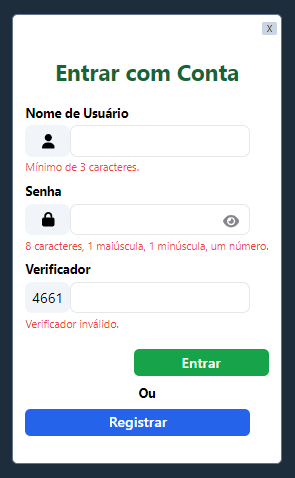 X
Entrar com Conta
Nome de Usuário
Mínimo de 3 caracteres.
Senha
8 caracteres, 1 maiúscula, 1 minúscula, um número.
Verificador
4661
Verificador inválido.
Entrar
Ou
Registrar